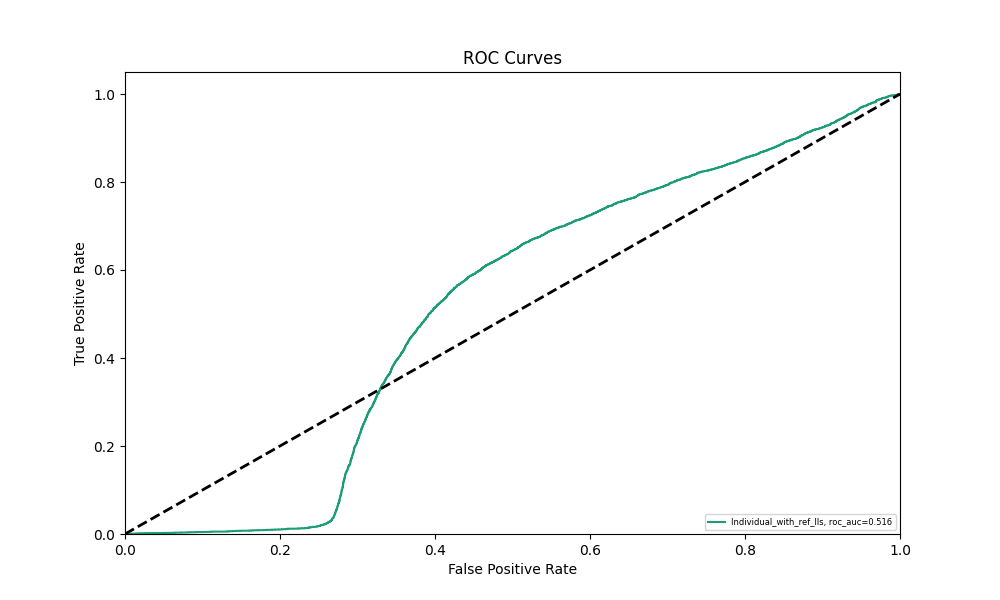 ROC Curves
True Positive Rate
1.0
0.8
0.6
0.4
0.2
0.0
0.0 0.2 0.4 0.6 0.8 1.0
False Positive Rate
Individual_with_ref_lls, roc_auc=0.516